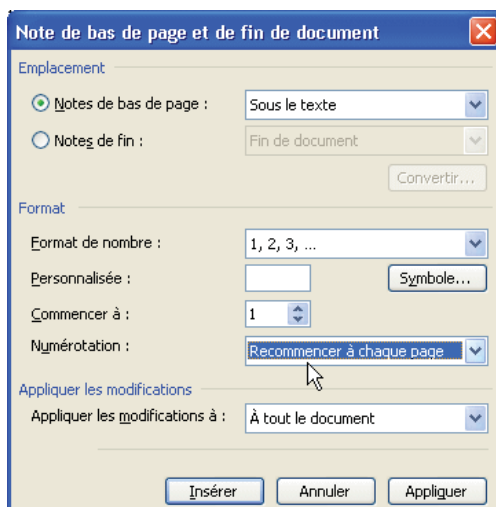 Note de bas de page et de fin de document
Emplacement
Notes de bas de page : Sous le texte
Notes de fin : Fin de document
Convertir...
Format
Format de nombre : 1, 2, 3, ...
Personnalisée : Symbole...
Commencer à : 1
Numérotation : Recommencer à chaque page
Appliquer les modifications
Appliquer les modifications à : À tout le document
Insérer Annuler Appliquer